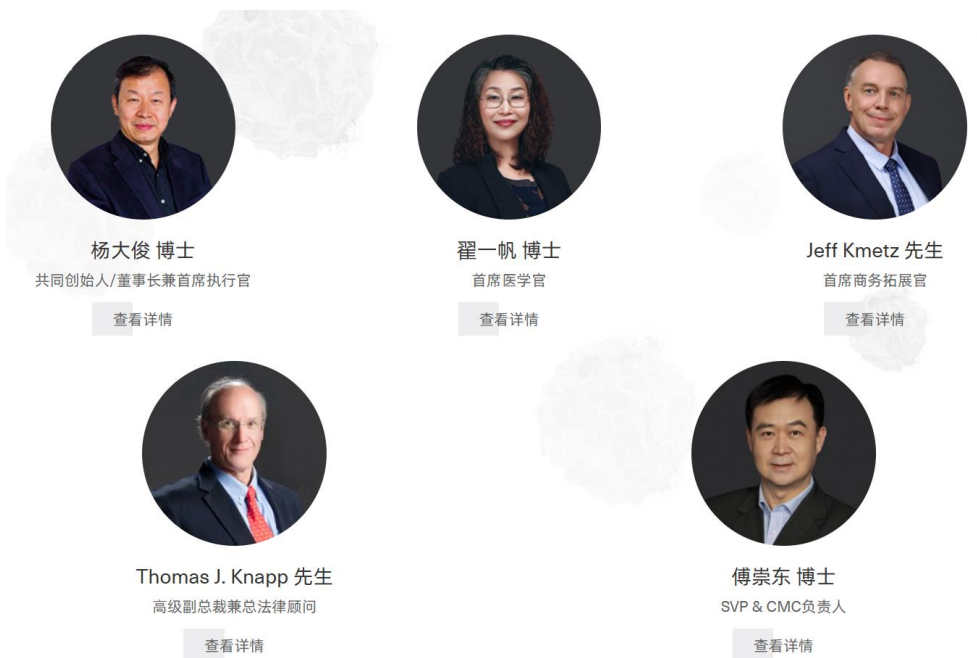 杨大俊 博士
共同创始人/董事长兼首席执行官
查看详情
翟一帆 博士
首席医学官
查看详情
Jeff Kmetz 先生
首席商务拓展官
查看详情
Thomas J. Knapp 先生
高级副总裁兼总法律顾问
查看详情
傅崇东 博士
SVP & CMC负责人
查看详情